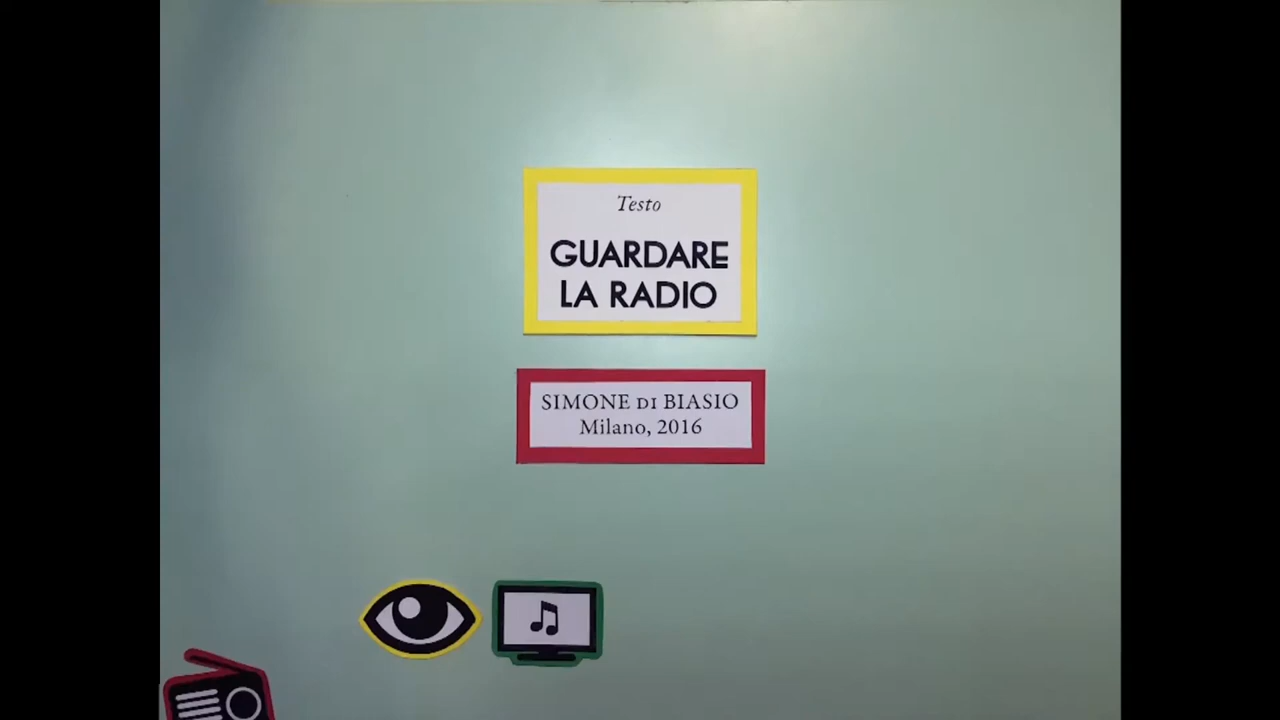 Testo
GUARDARE
LA RADIO
SIMONE DI BIASIO
Milano, 2016